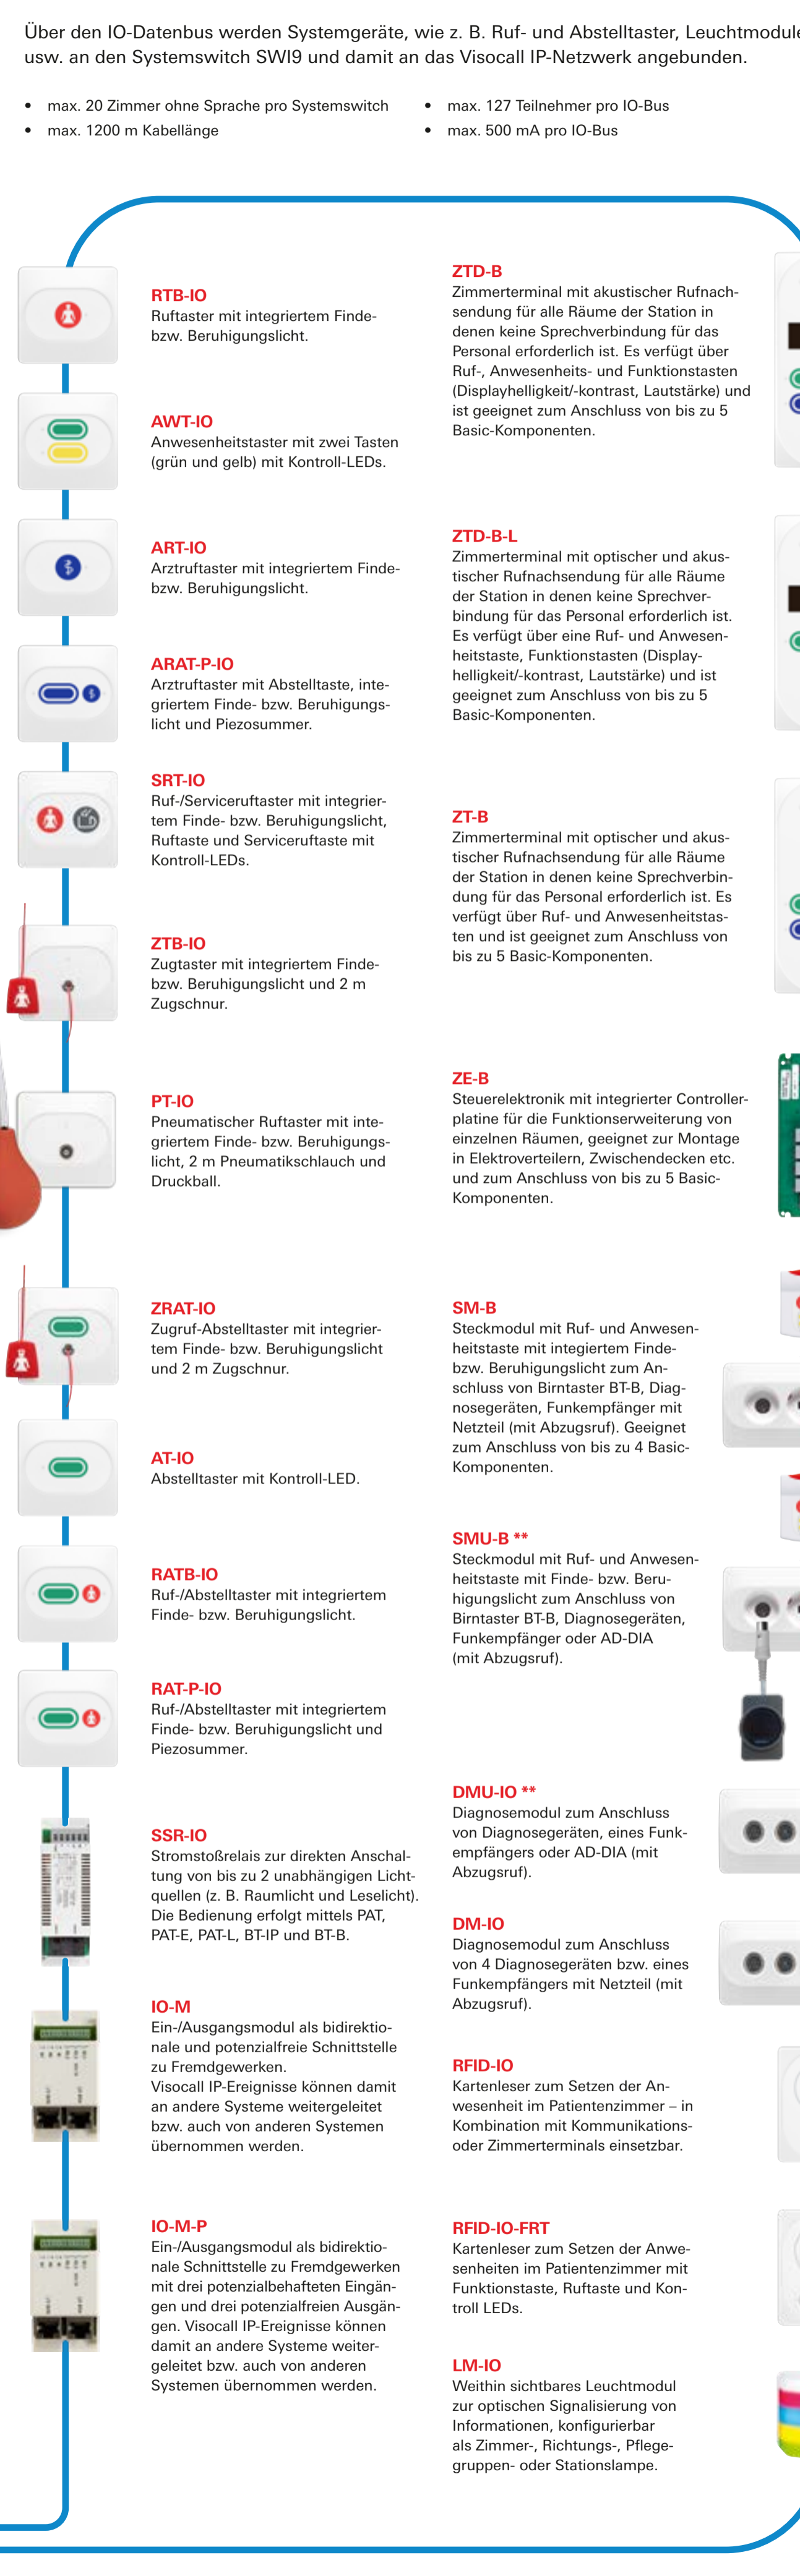 Über den IO-Datenbus werden Systemgeräte, wie z. B. Ruf- und Abstelltaster, Leuchtmodule
usw. an den Systemswitch SWI9 und damit an das Visocall IP-Netzwerk angebunden.
• max. 20 Zimmer ohne Sprache pro Systemswitch
• max. 1200 m Kabellänge
• max. 127 Teilnehmer pro IO-Bus
• max. 500 mA pro IO-Bus
RTB-IO
Ruftaster mit integriertem Finde-
bzw. Beruhigungslicht.
AWT-IO
Anwesenheitstaster mit zwei Tasten
(grün und gelb) mit Kontroll-LEDs.
ART-IO
Arztruftaster mit integriertem Finde-
bzw. Beruhigungslicht.
ARAT-P-IO
Arztruftaster mit Abstelltaste, inte-
griertem Finde- bzw. Beruhigungs-
licht und Piezosummer.
SRT-IO
Ruf-/Serviceruftaster mit integrier-
tem Finde- bzw. Beruhigungslicht,
Ruftaste und Serviceruftaste mit
Kontroll-LEDs.
ZTB-IO
Zugtaster mit integriertem Finde-
bzw. Beruhigungslicht und 2 m
Zugschnur.
PT-IO
Pneumatischer Ruftaster mit inte-
griertem Finde- bzw. Beruhigungs-
licht, 2 m Pneumatikschlauch und
Druckball.
ZRAT-IO
Zugruf-Abstelltaster mit integrier-
tem Finde- bzw. Beruhigungslicht
und 2 m Zugschnur.
AT-IO
Abstelltaster mit Kontroll-LED.
RATB-IO
Ruf-/Abstelltaster mit integriertem
Finde- bzw. Beruhigungslicht.
RAT-P-IO
Ruf-/Abstelltaster mit integriertem
Finde- bzw. Beruhigungslicht und
Piezosummer.
SSR-IO
Stromstoßrelais zur direkten Anschal-
tung von bis zu 2 unabhängigen Licht-
quellen (z. B. Raumlicht und Leselicht).
Die Bedienung erfolgt mittels PAT,
PAT-E, PAT-L, BT-IP und BT-B.
IO-M
Ein-/Ausgangsmodul als bidirektio-
nale und potenzialfreie Schnittstelle
zu Fremdgewerken.
Visocall IP-Ereignisse können damit
an andere Systeme weitergeleitet
bzw. auch von anderen Systemen
übernommen werden.
IO-M-P
Ein-/Ausgangsmodul als bidirektio-
nale Schnittstelle zu Fremdgewerken
mit drei potenzialbehafteten Eingän-
gen und drei potenzialfreien Ausgän-
gen. Visocall IP-Ereignisse können
damit an andere Systeme weiter-
geleitet bzw. auch von anderen
Systemen übernommen werden.
ZTD-B
Zimmerterminal mit akustischer Rufnach-
sendung für alle Räume der Station in
denen keine Sprechverbindung für das
Personal erforderlich ist. Es verfügt über
Ruf-, Anwesenheits- und Funktionstasten
(Displayhelligkeit/-kontrast, Lautstärke) und
ist geeignet zum Anschluss von bis zu 5
Basic-Komponenten.
ZTD-B-L
Zimmerterminal mit optischer und akus-
tischer Rufnachsendung für alle Räume
der Station in denen keine Sprechver-
bindung für das Personal erforderlich ist.
Es verfügt über eine Ruf- und Anwesen-
heitstaste, Funktionstasten (Display-
helligkeit/-kontrast, Lautstärke) und ist
geeignet zum Anschluss von bis zu 5
Basic-Komponenten.
ZT-B
Zimmerterminal mit optischer und akus-
tischer Rufnachsendung für alle Räume
der Station in denen keine Sprechverbin-
dung für das Personal erforderlich ist. Es
verfügt über Ruf- und Anwesenheitstas-
ten und ist geeignet zum Anschluss von
bis zu 5 Basic-Komponenten.
ZE-B
Steuerelektronik mit integrierter Controller-
platine für die Funktionserweiterung von
einzelnen Räumen, geeignet zur Montage
in Elektroverteilern, Zwischendecken etc.
und zum Anschluss von bis zu 5 Basic-
Komponenten.
SM-B
Steckmodul mit Ruf- und Anwesen-
heitstaste mit integiertem Finde-
bzw. Beruhigungslicht zum An-
schluss von Birntaster BT-B, Diag-
nosegeräten, Funkempfänger mit
Netzteil (mit Abzugsruf). Geeignet
zum Anschluss von bis zu 4 Basic-
Komponenten.
SMU-B **
Steckmodul mit Ruf- und Anwesen-
heitstaste mit Finde- bzw. Beru-
higungslicht zum Anschluss von
Birntaster BT-B, Diagnosegeräten,
Funkempfänger oder AD-DIA
(mit Abzugsruf).
DMU-IO **
Diagnosemodul zum Anschluss
von Diagnosegeräten, eines Funk-
empfängers oder AD-DIA (mit
Abzugsruf).
DM-IO
Diagnosemodul zum Anschluss
von 4 Diagnosegeräten bzw. eines
Funkempfängers mit Netzteil (mit
Abzugsruf).
RFID-IO
Kartenleser zum Setzen der An-
wesenheit im Patientenzimmer – in
Kombination mit Kommunikations-
oder Zimmerterminals einsetzbar.
RFID-IO-FRT
Kartenleser zum Setzen der Anwe-
senheiten im Patientenzimmer mit
Funktionstaste, Ruftaste und Kon-
troll LEDs.
LM-IO
Weithin sichtbares Leuchtmodul
zur optischen Signalisierung von
Informationen, konfigurierbar
als Zimmer-, Richtungs-, Pflege-
gruppen- oder Stationslampe.